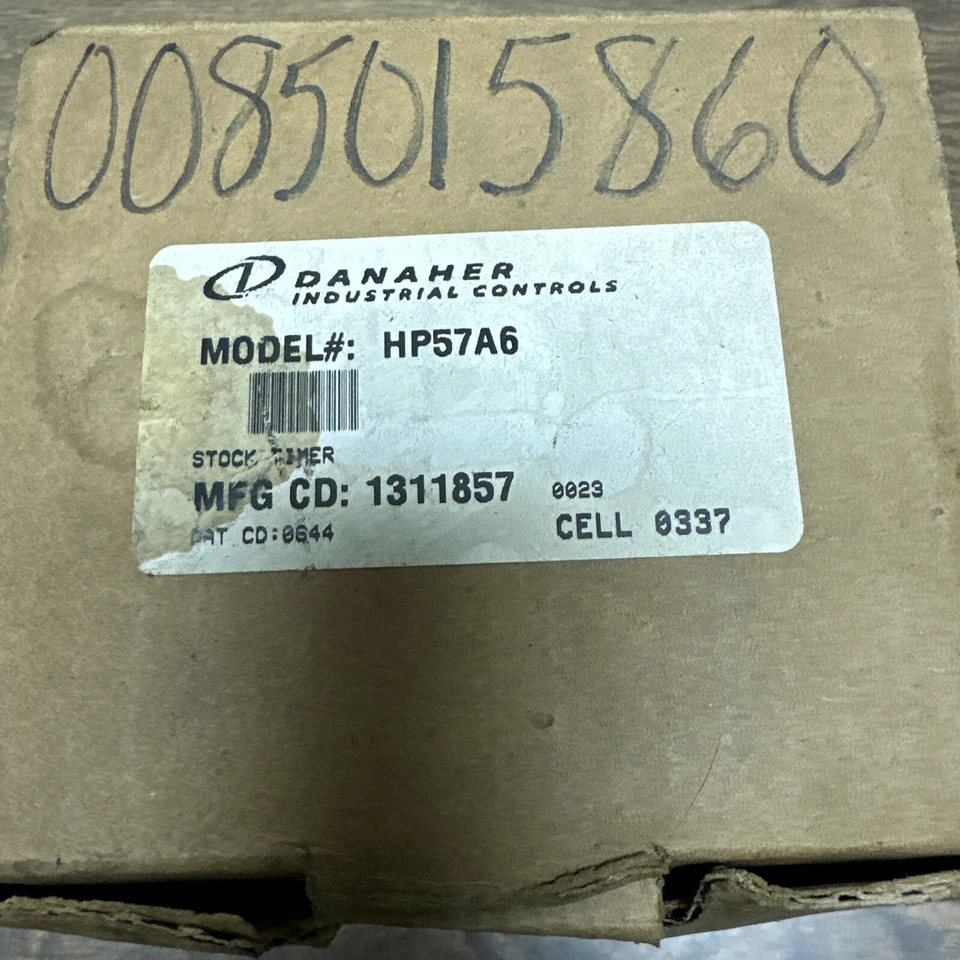 0085015860
DANAHER
INDUSTRIAL CONTROLS
MODEL#: HP57A6
STOCK TIMER
MFG CD: 1311857 0023
DAT CD:0644 CELL 0337